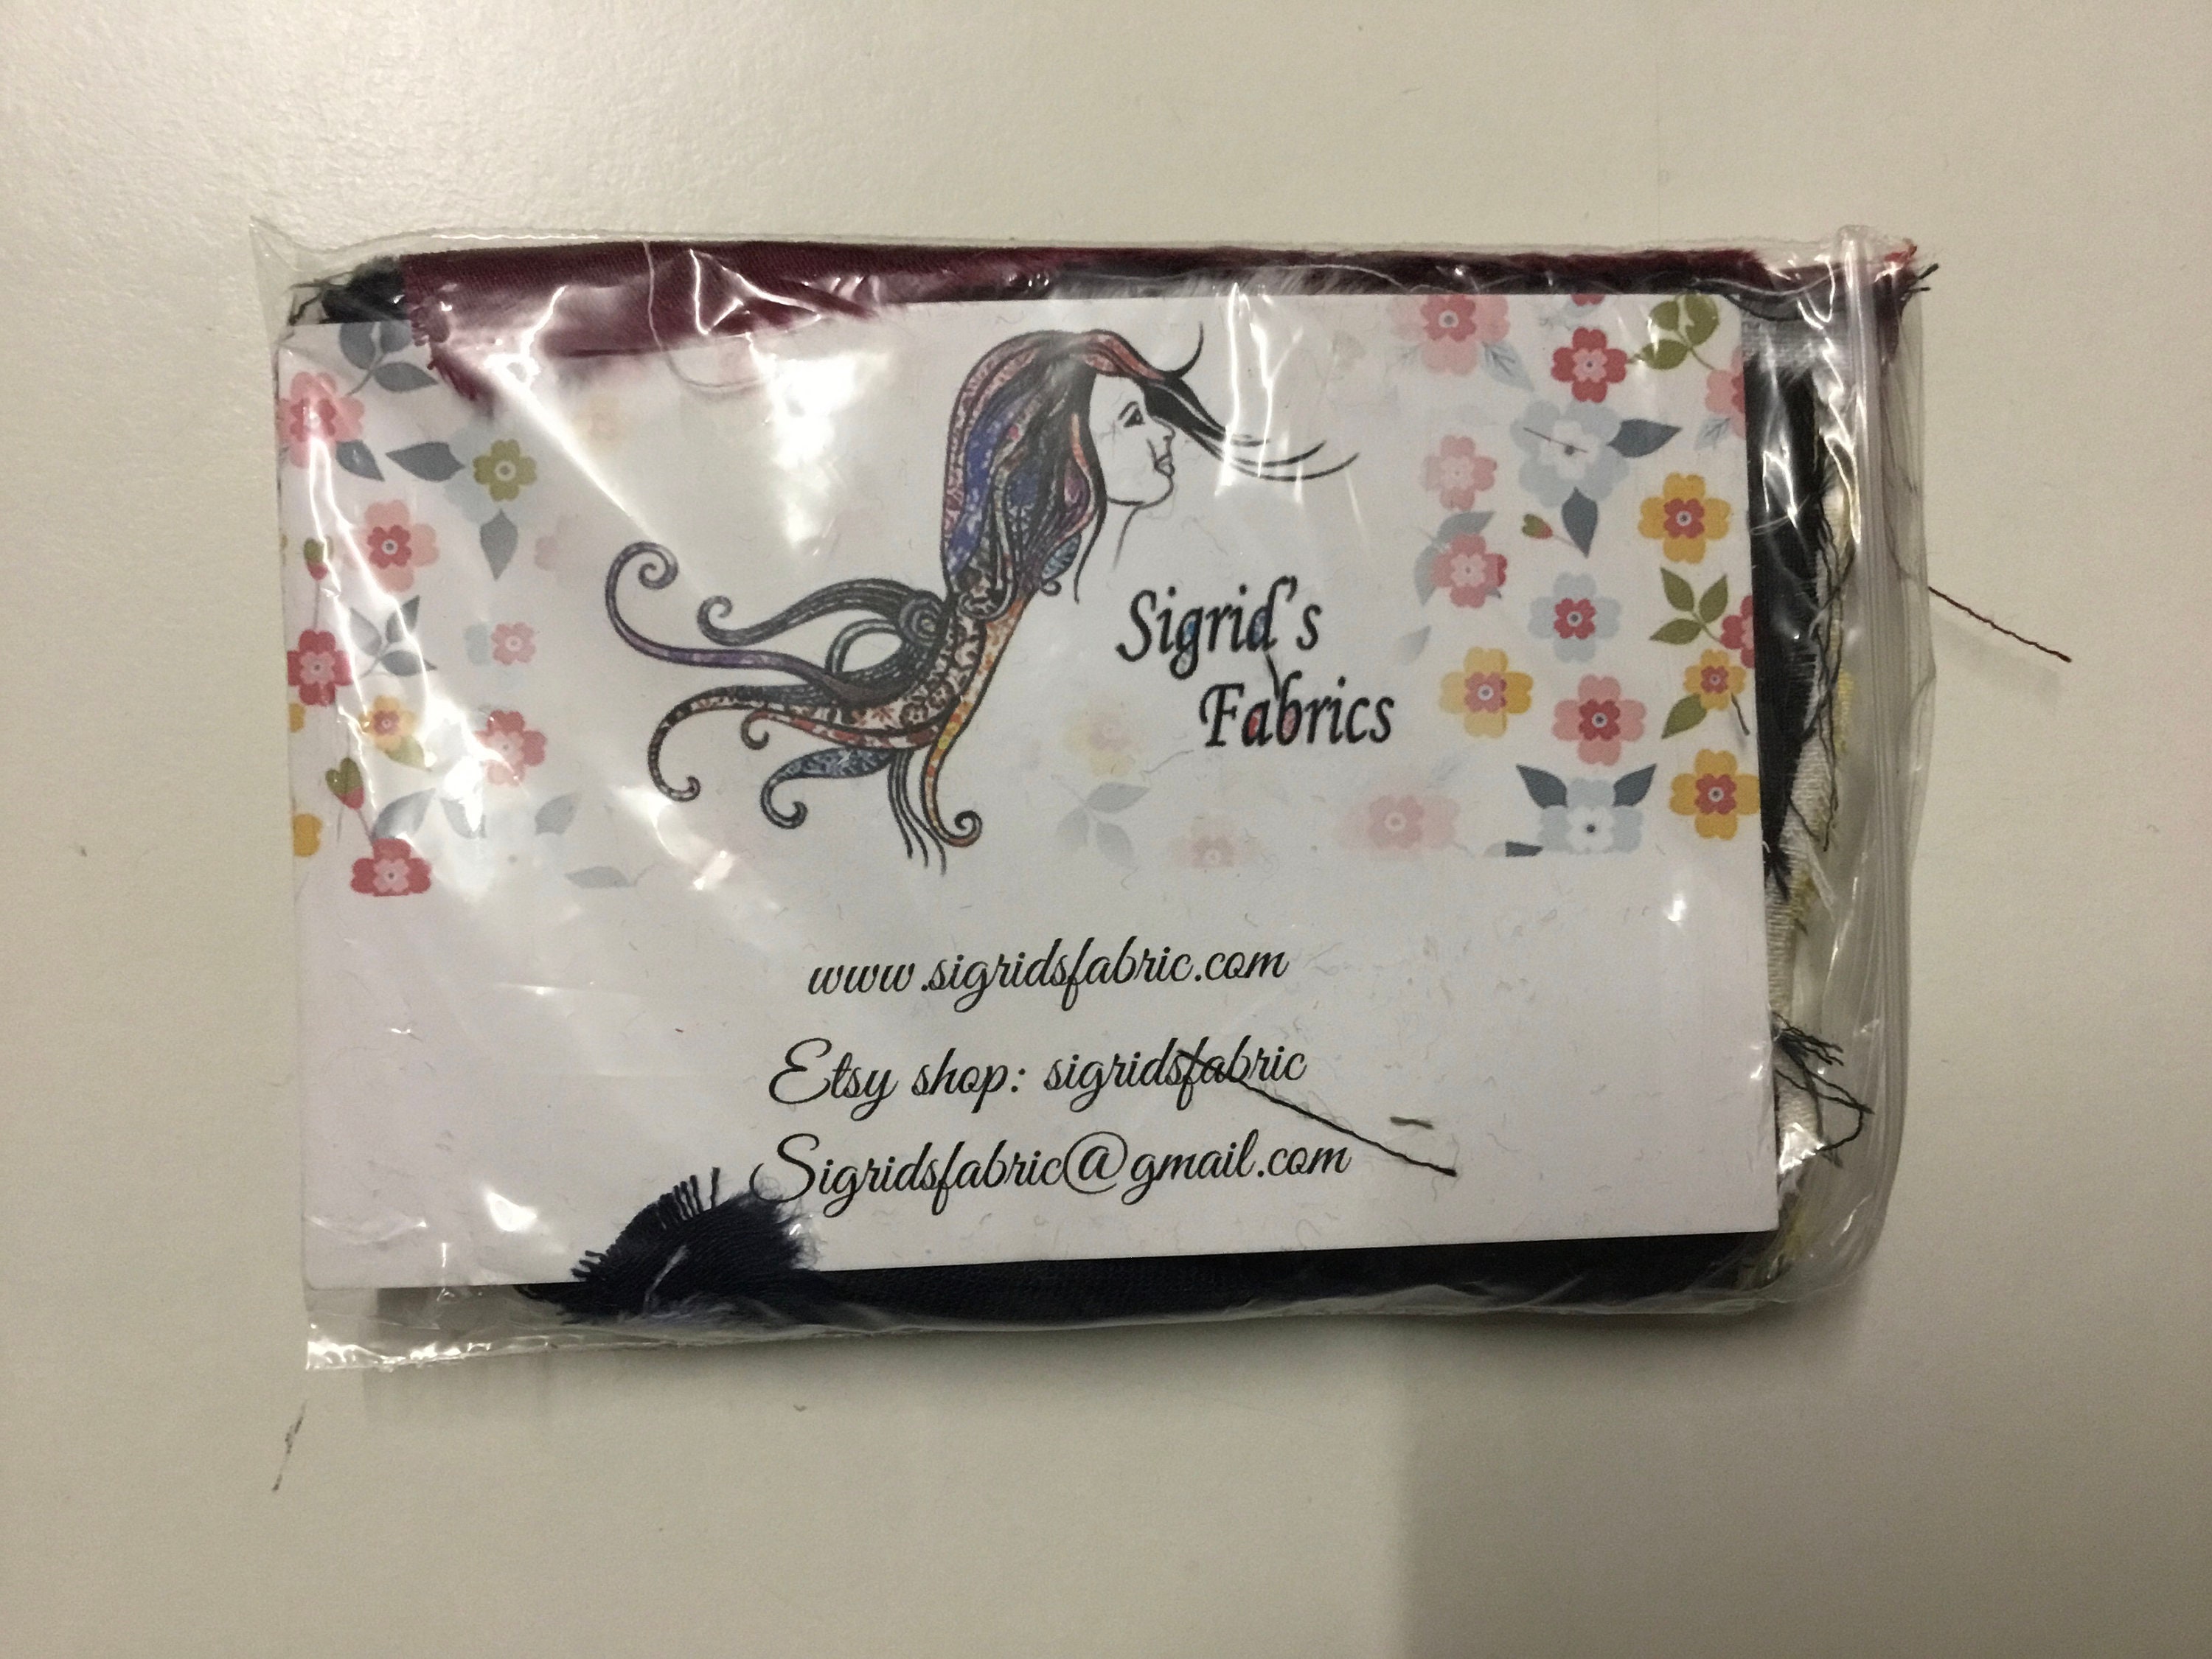 Sigrid's
Fabrics
www.sigridsfabric.com
Etsy shop: sigridsfabric
Sigridsfabric@gmail.com